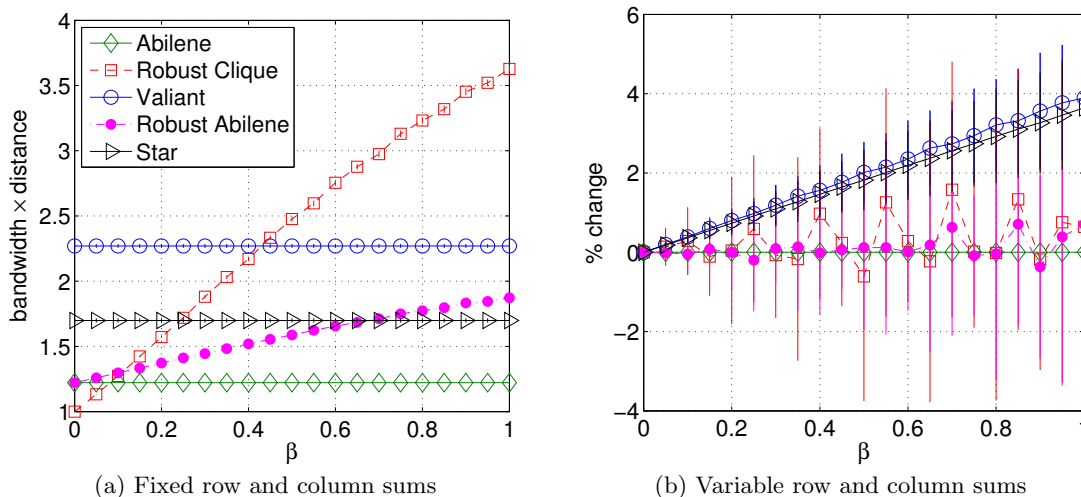 4
3.5
3
2.5
2
1.5
1
bandwidth × distance
Abilene
Robust Clique
Valiant
Robust Abilene
Star
0 0.2 0.4 0.6 0.8 1
β
(a) Fixed row and column sums
6
4
2
0
−2
−4
% change
0 0.2 0.4 0.6 0.8 1
β
(b) Variable row and column sums